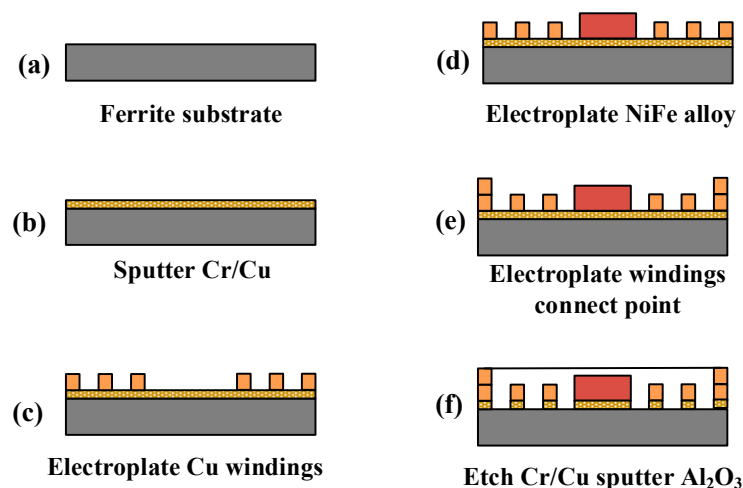 (a)
Ferrite substrate
(b)
Sputter Cr/Cu
(c)
Electroplate Cu windings
(d)
Electroplate NiFe alloy
(e)
Electroplate windings
connect point
(f)
Etch Cr/Cu sputter Al₂O₃